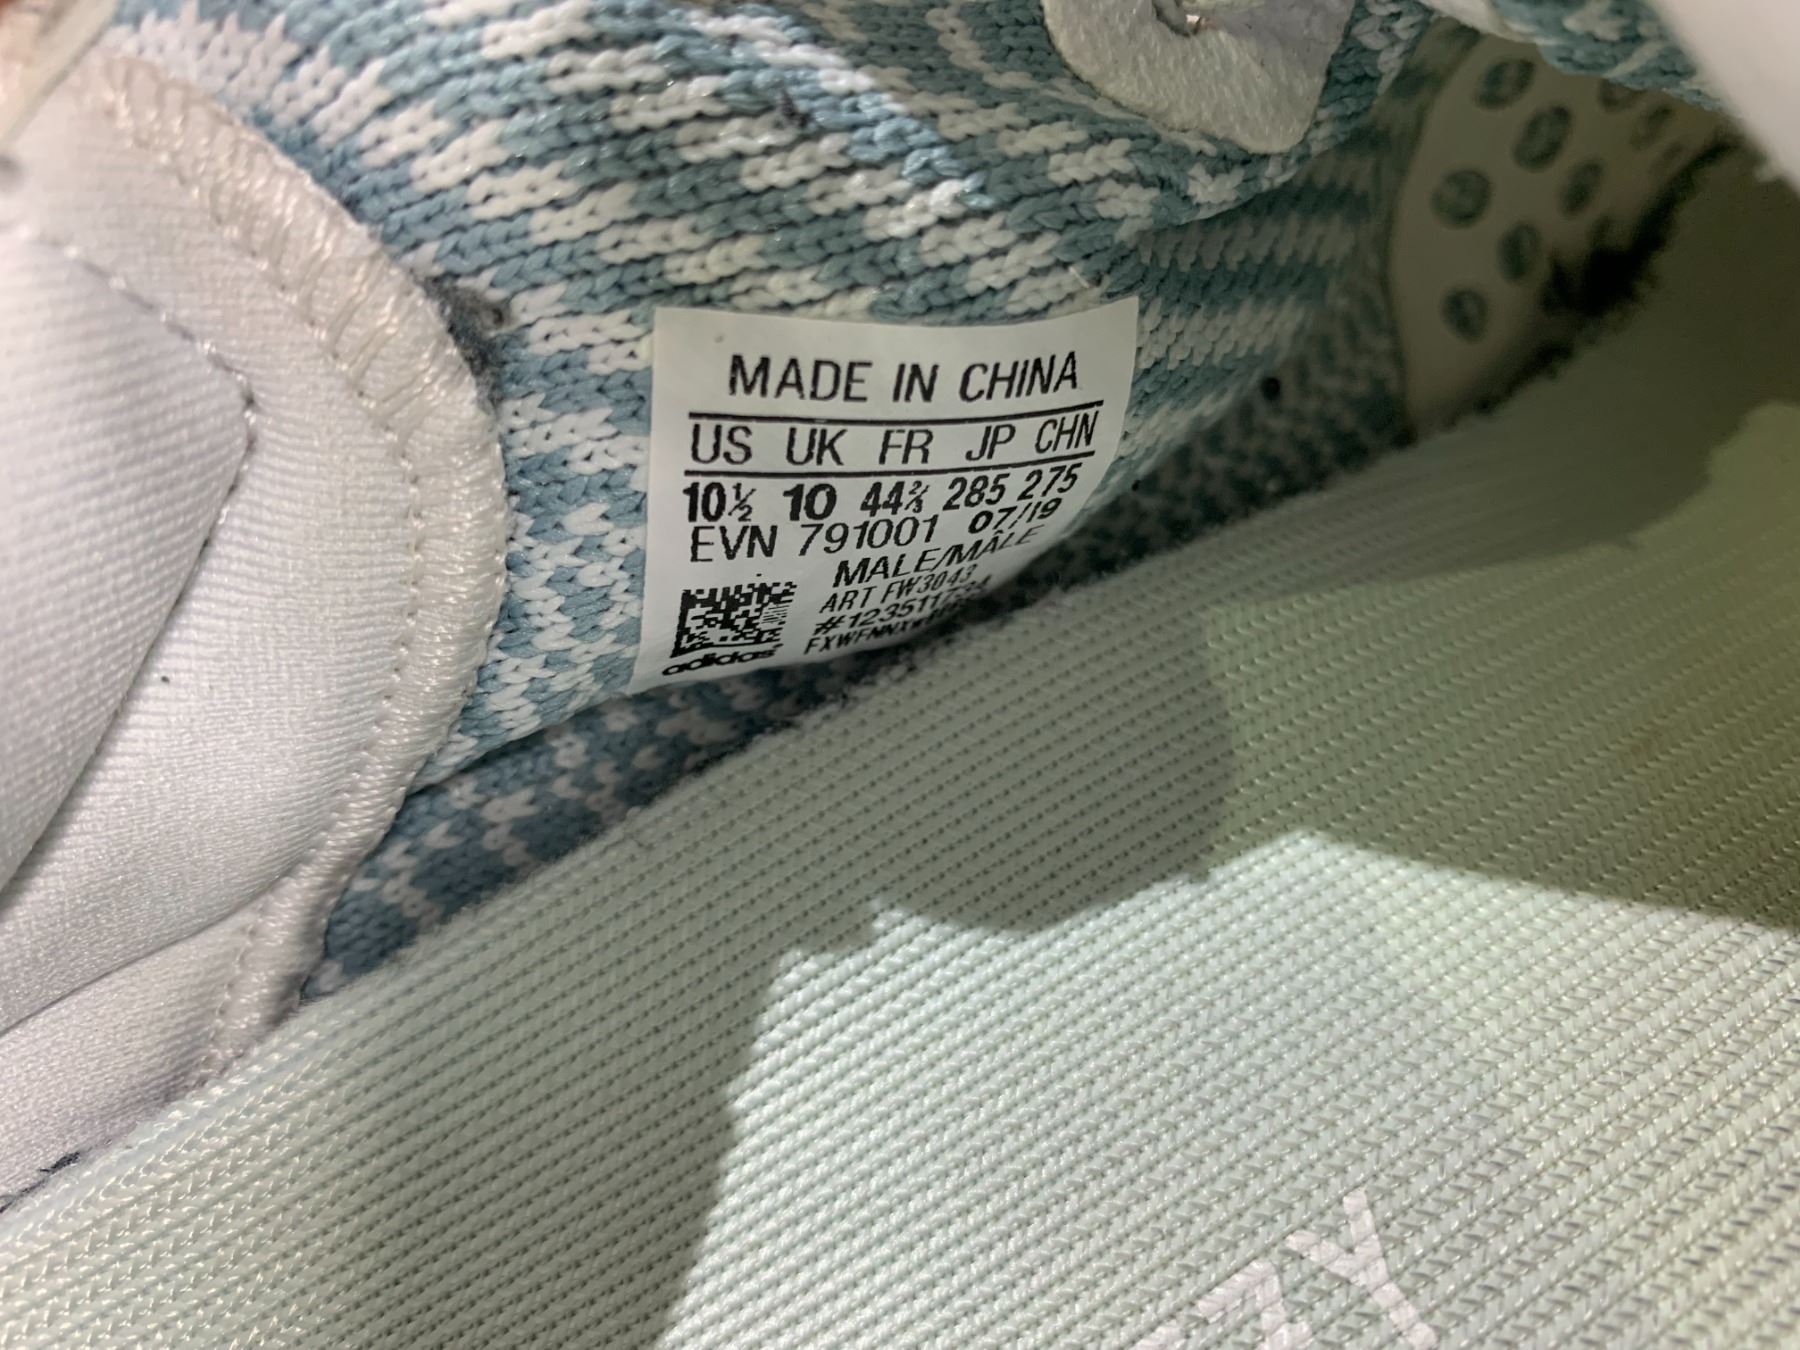 MADE IN CHINA
US UK FR JP CHN
10½ 10 44⅔ 285 275
EVN 791001 07/19
MALE/MÂLE
ART FW3043
adidas
ZY